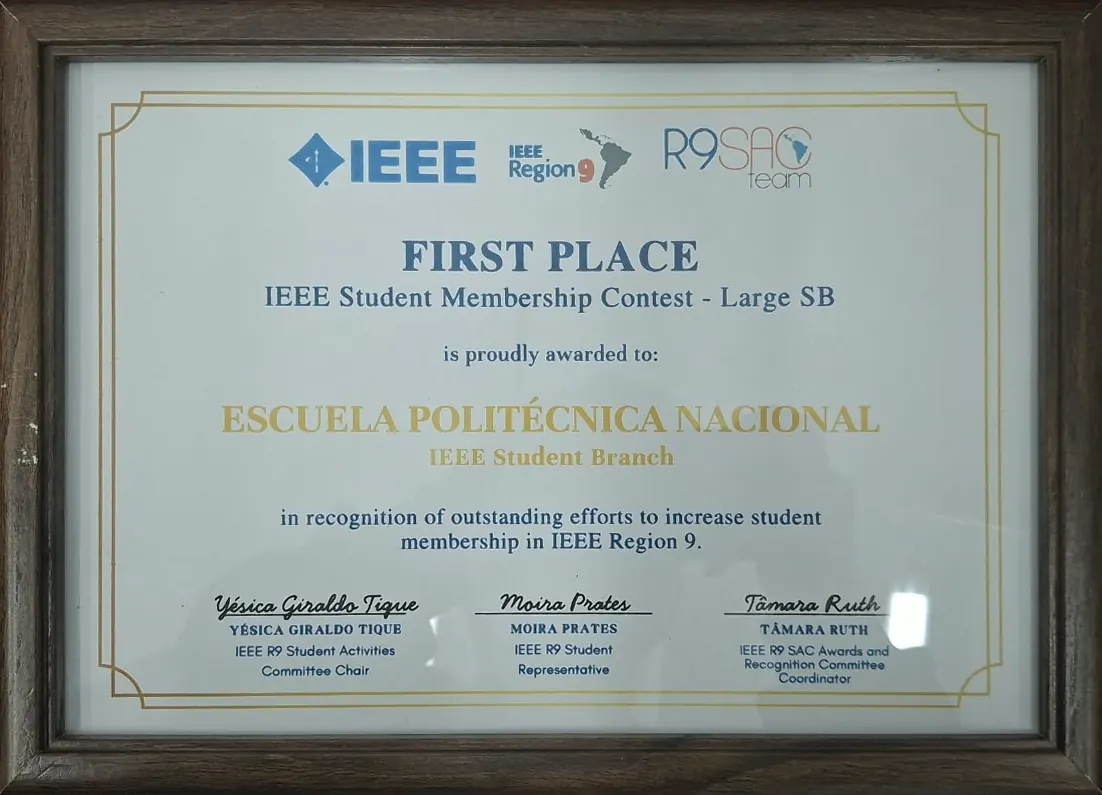 IEEE
IEEE
Region 9
R9SAC
team
FIRST PLACE
IEEE Student Membership Contest - Large SB
is proudly awarded to:
ESCUELA POLITÉCNICA NACIONAL
IEEE Student Branch
in recognition of outstanding efforts to increase student
membership in IEEE Region 9.
Yésica Giraldo Tique
YÉSICA GIRALDO TIQUE
IEEE R9 Student Activities
Committee Chair
Moira Prates
MOIRA PRATES
IEEE R9 Student
Representative
Tâmara Ruth
TÂMARA RUTH
IEEE R9 SAC Awards and
Recognition Committee
Coordinator